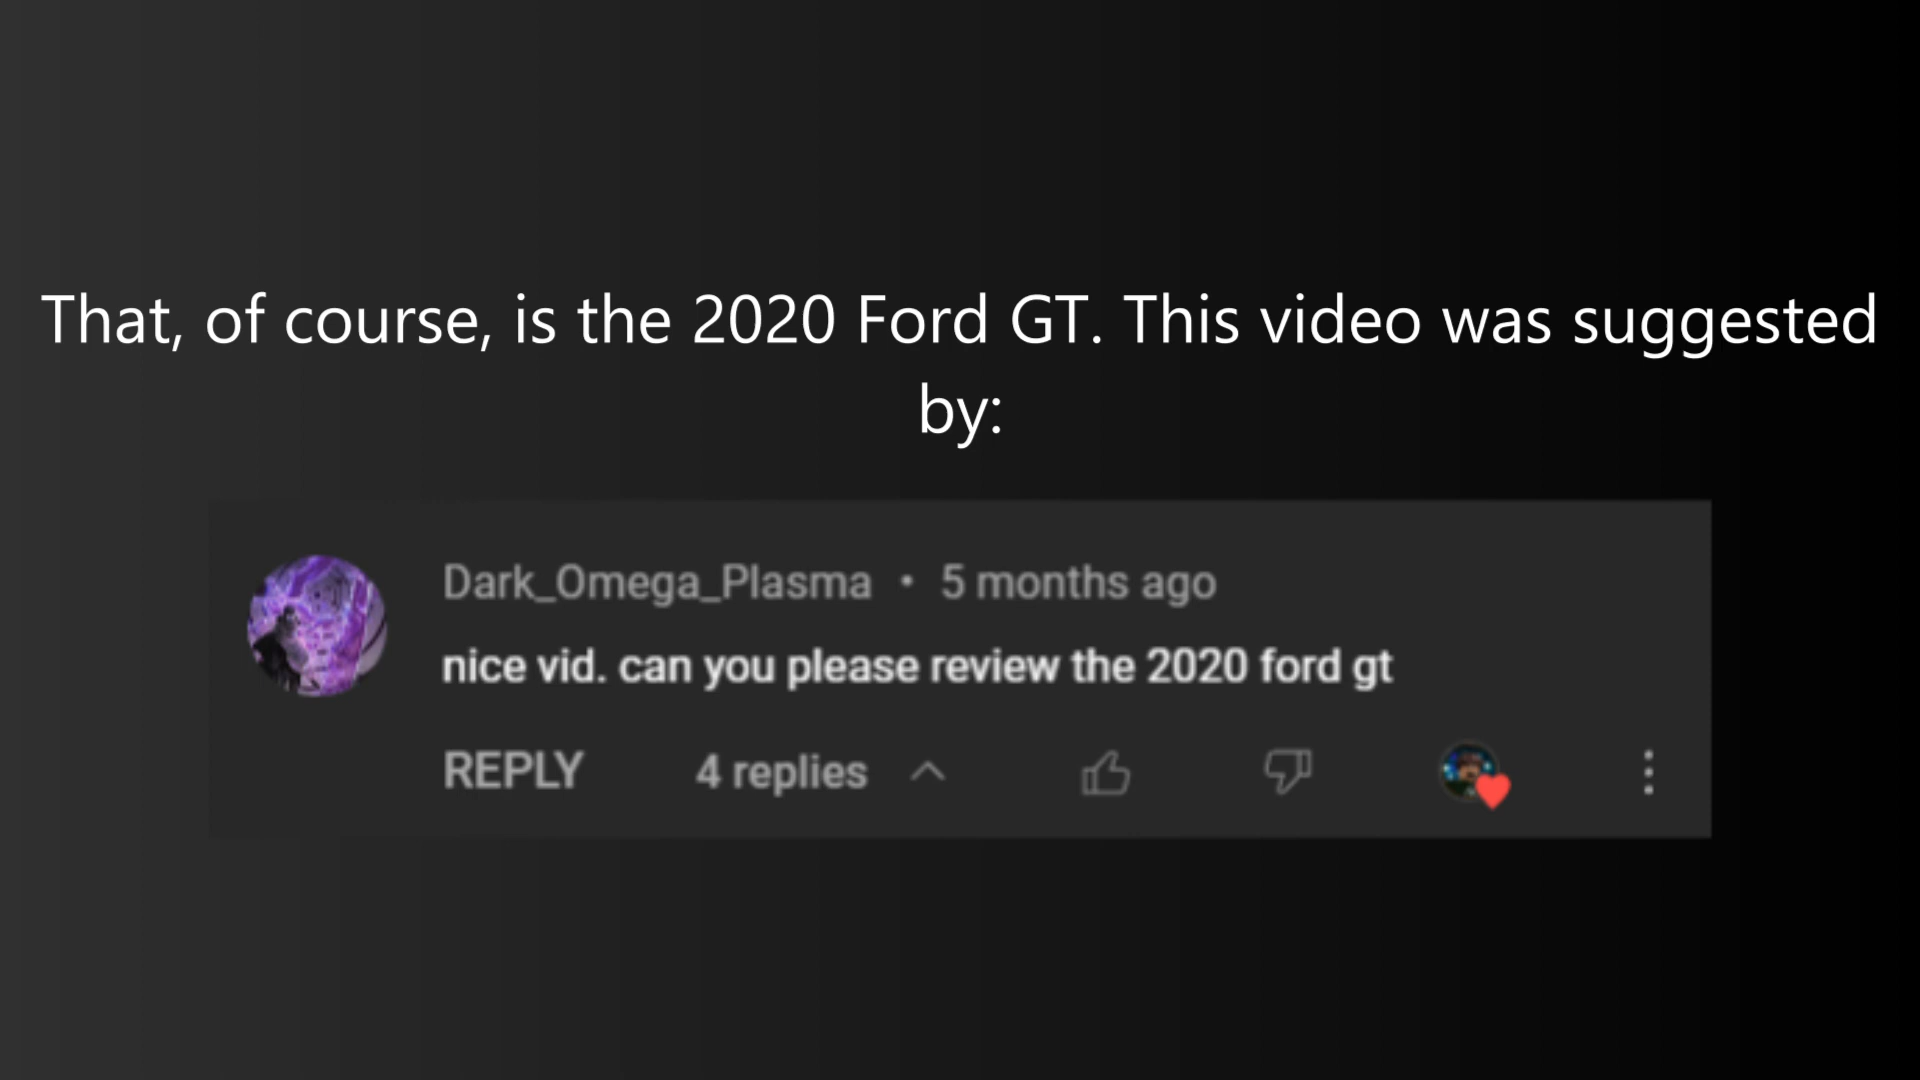 That, of course, is the 2020 Ford GT. This video was suggested
by:
Dark_Omega_Plasma • 5 months ago
nice vid. can you please review the 2020 ford gt
REPLY 4 replies